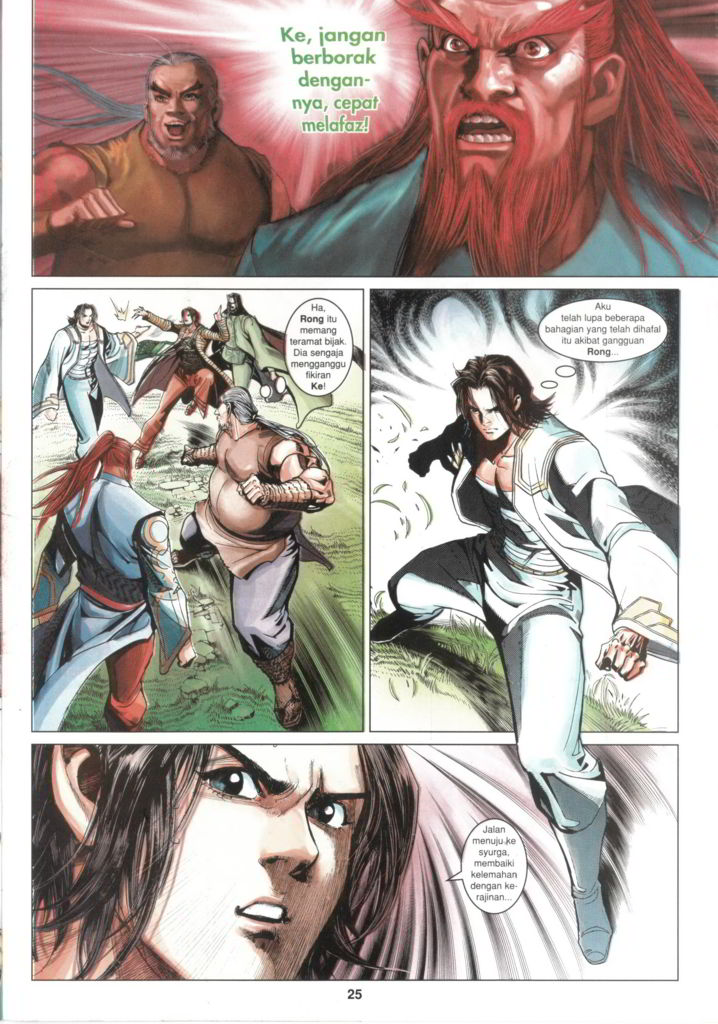 Ke, jangan
berborak
dengan-
nya, cepat
melafaz!
Ha,
Rong itu
memang
teramat bijak.
Dia sengaja
mengganggu
fikiran
Ke!
Aku
telah lupa beberapa
bahagian yang telah dihafal
itu akibat gangguan
Rong...
Jalan
menuju ke
syurga,
membaiki
kelemahan
dengan ke-
rajinan...
25